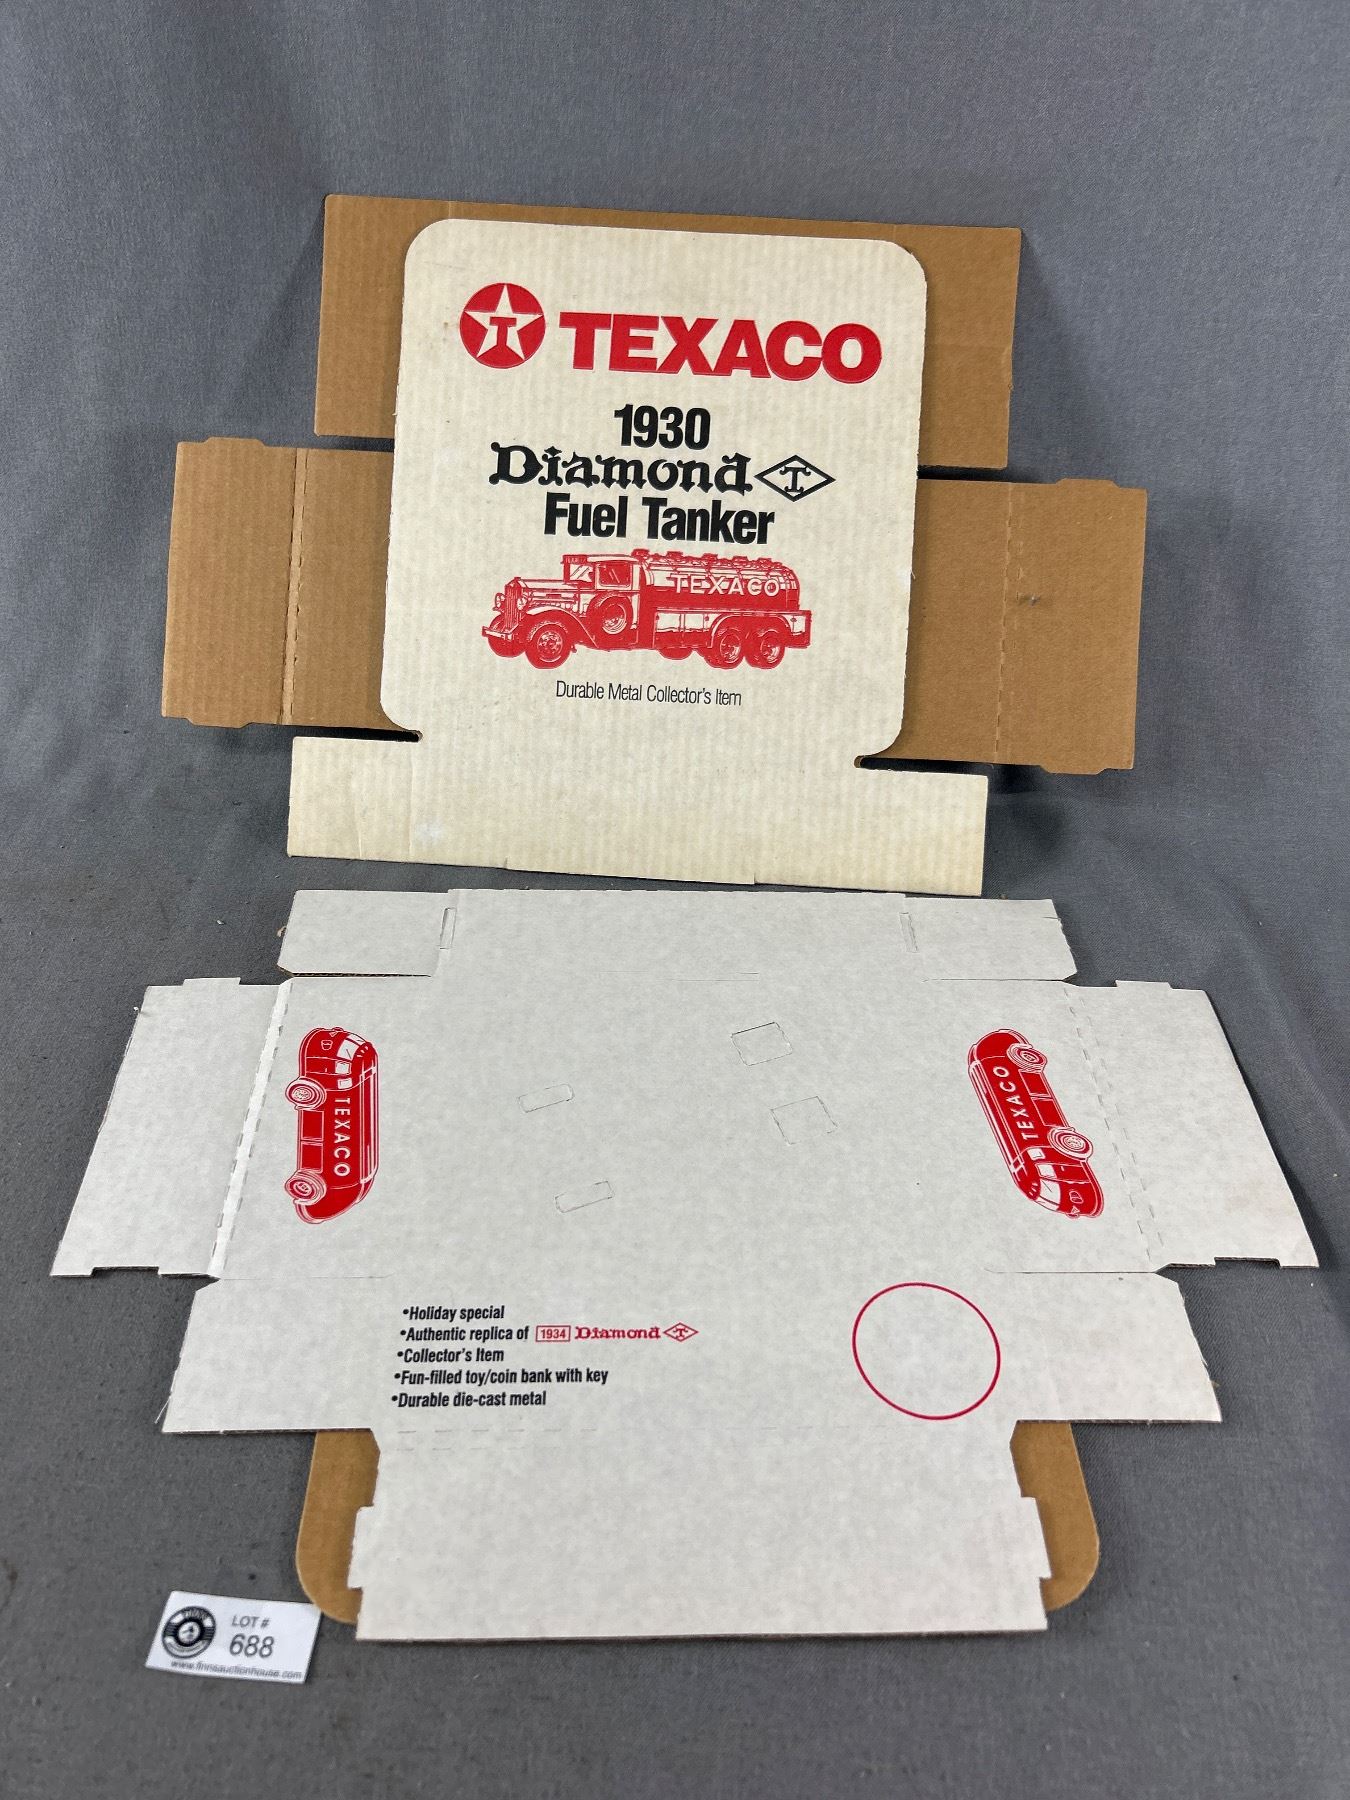 T TEXACO
1930
Diamond T
Fuel Tanker
TEXACO
Durable Metal Collector's Item
TEXACO
TEXACO
•Holiday special
•Authentic replica of 1934 Diamond T
•Collector's Item
•Fun-filled toy/coin bank with key
•Durable die-cast metal
LOT #
688
www.finnsauctionhouse.com